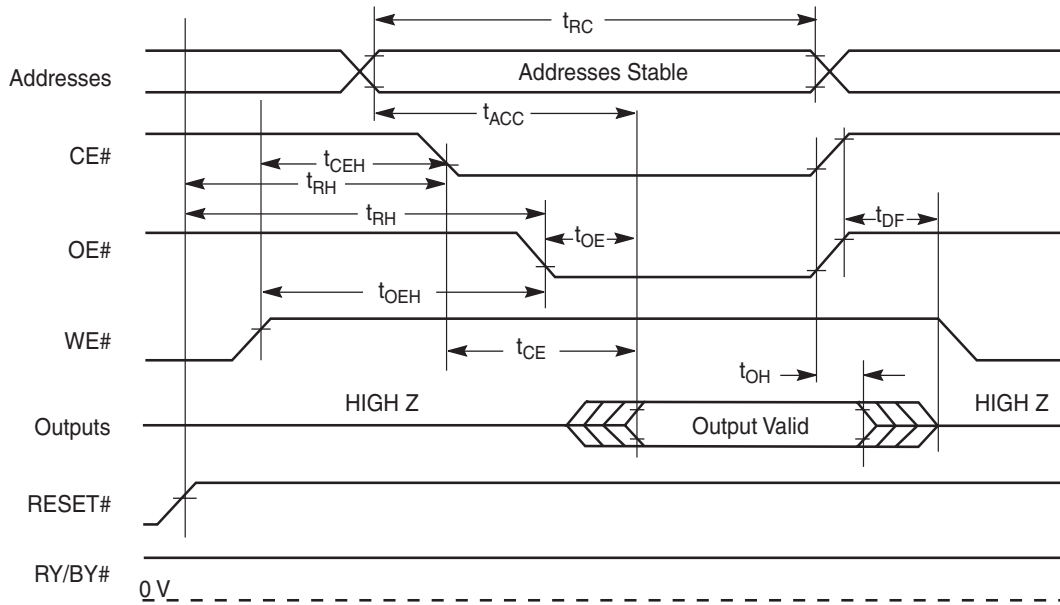 tRC
Addresses
Addresses Stable
tACC
CE#
tCEH
tRH
tRH
tDF
OE#
tOE
tOEH
WE#
tCE
tOH
HIGH Z
HIGH Z
Outputs
Output Valid
RESET#
RY/BY#
0 V